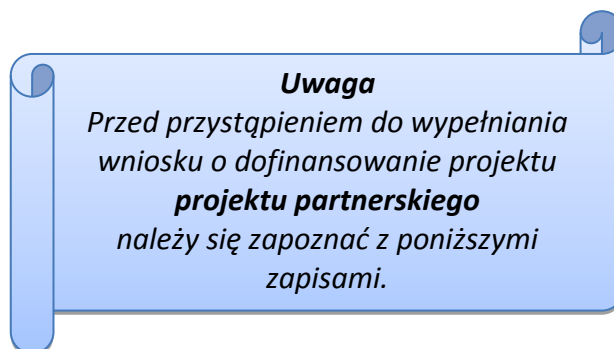 Uwaga
Przed przystąpieniem do wypełniania
wniosku o dofinansowanie projektu
projektu partnerskiego
należy się zapoznać z poniższymi
zapisami.